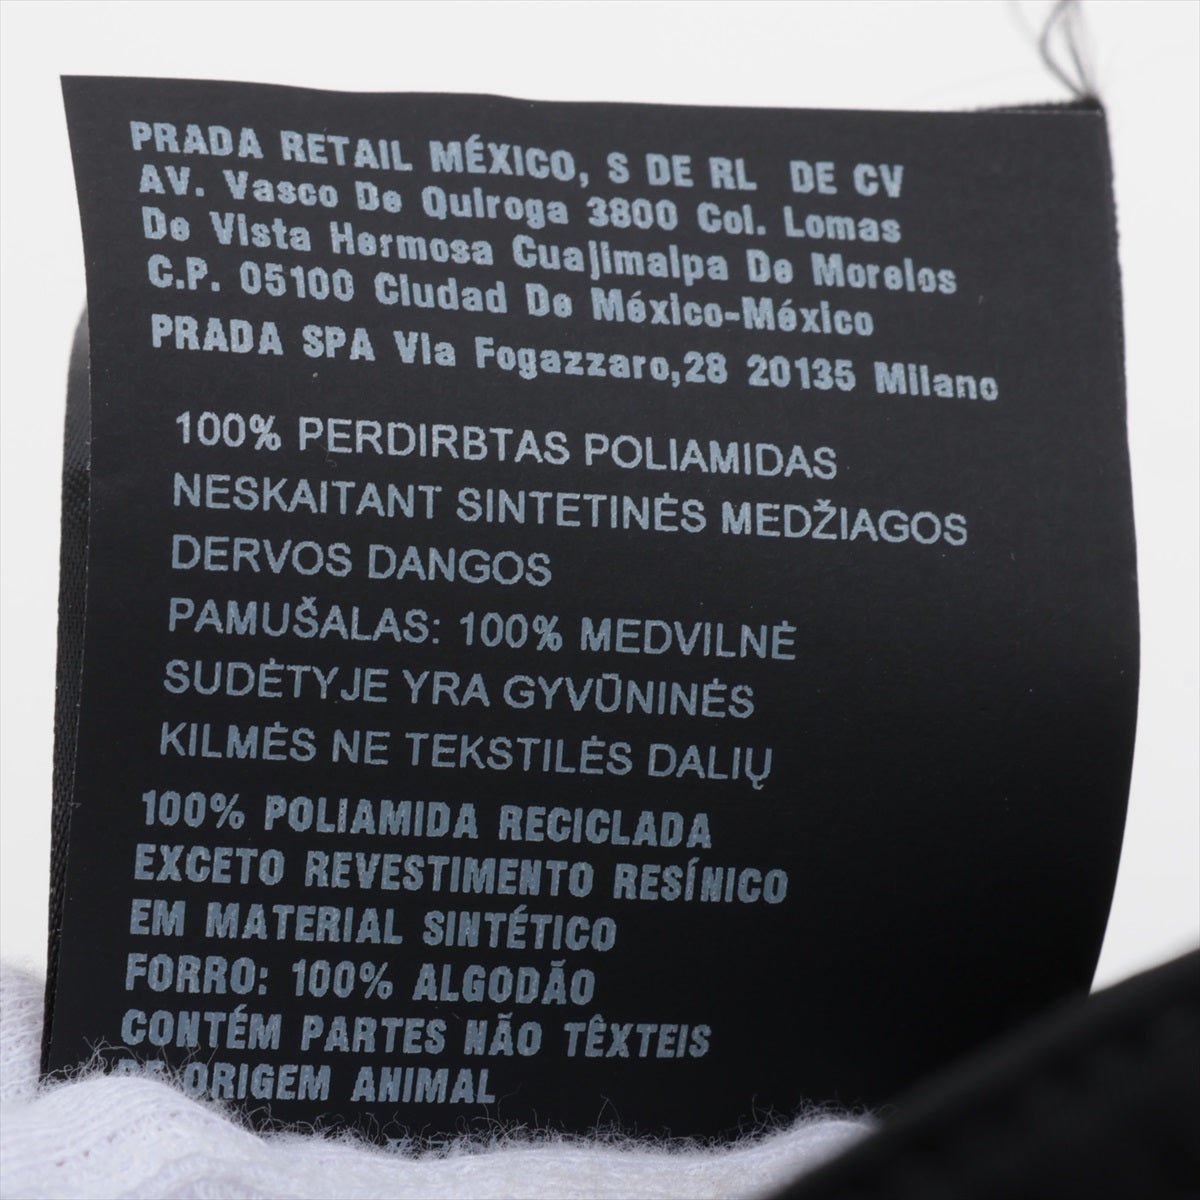 PRADA RETAIL MÉXICO, S DE RL DE CV
AV. Vasco De Quiroga 3800 Col. Lomas
De Vista Hermosa Cuajimalpa De Morelos
C.P. 05100 Ciudad De México-México
PRADA SPA Via Fogazzaro,28 20135 Milano
100% PERDIRBTAS POLIAMIDAS
NESKAITANT SINTETINĖS MEDŽIAGOS
DERVOS DANGOS
PAMUŠALAS: 100% MEDVILNĖ
SUDĖTYJE YRA GYVŪNINĖS
KILMĖS NE TEKSTILĖS DALIŲ
100% POLIAMIDA RECICLADA
EXCETO REVESTIMENTO RESÍNICO
EM MATERIAL SINTÉTICO
FORRO: 100% ALGODÃO
CONTÉM PARTES NÃO TÊXTEIS
DE ORIGEM ANIMAL